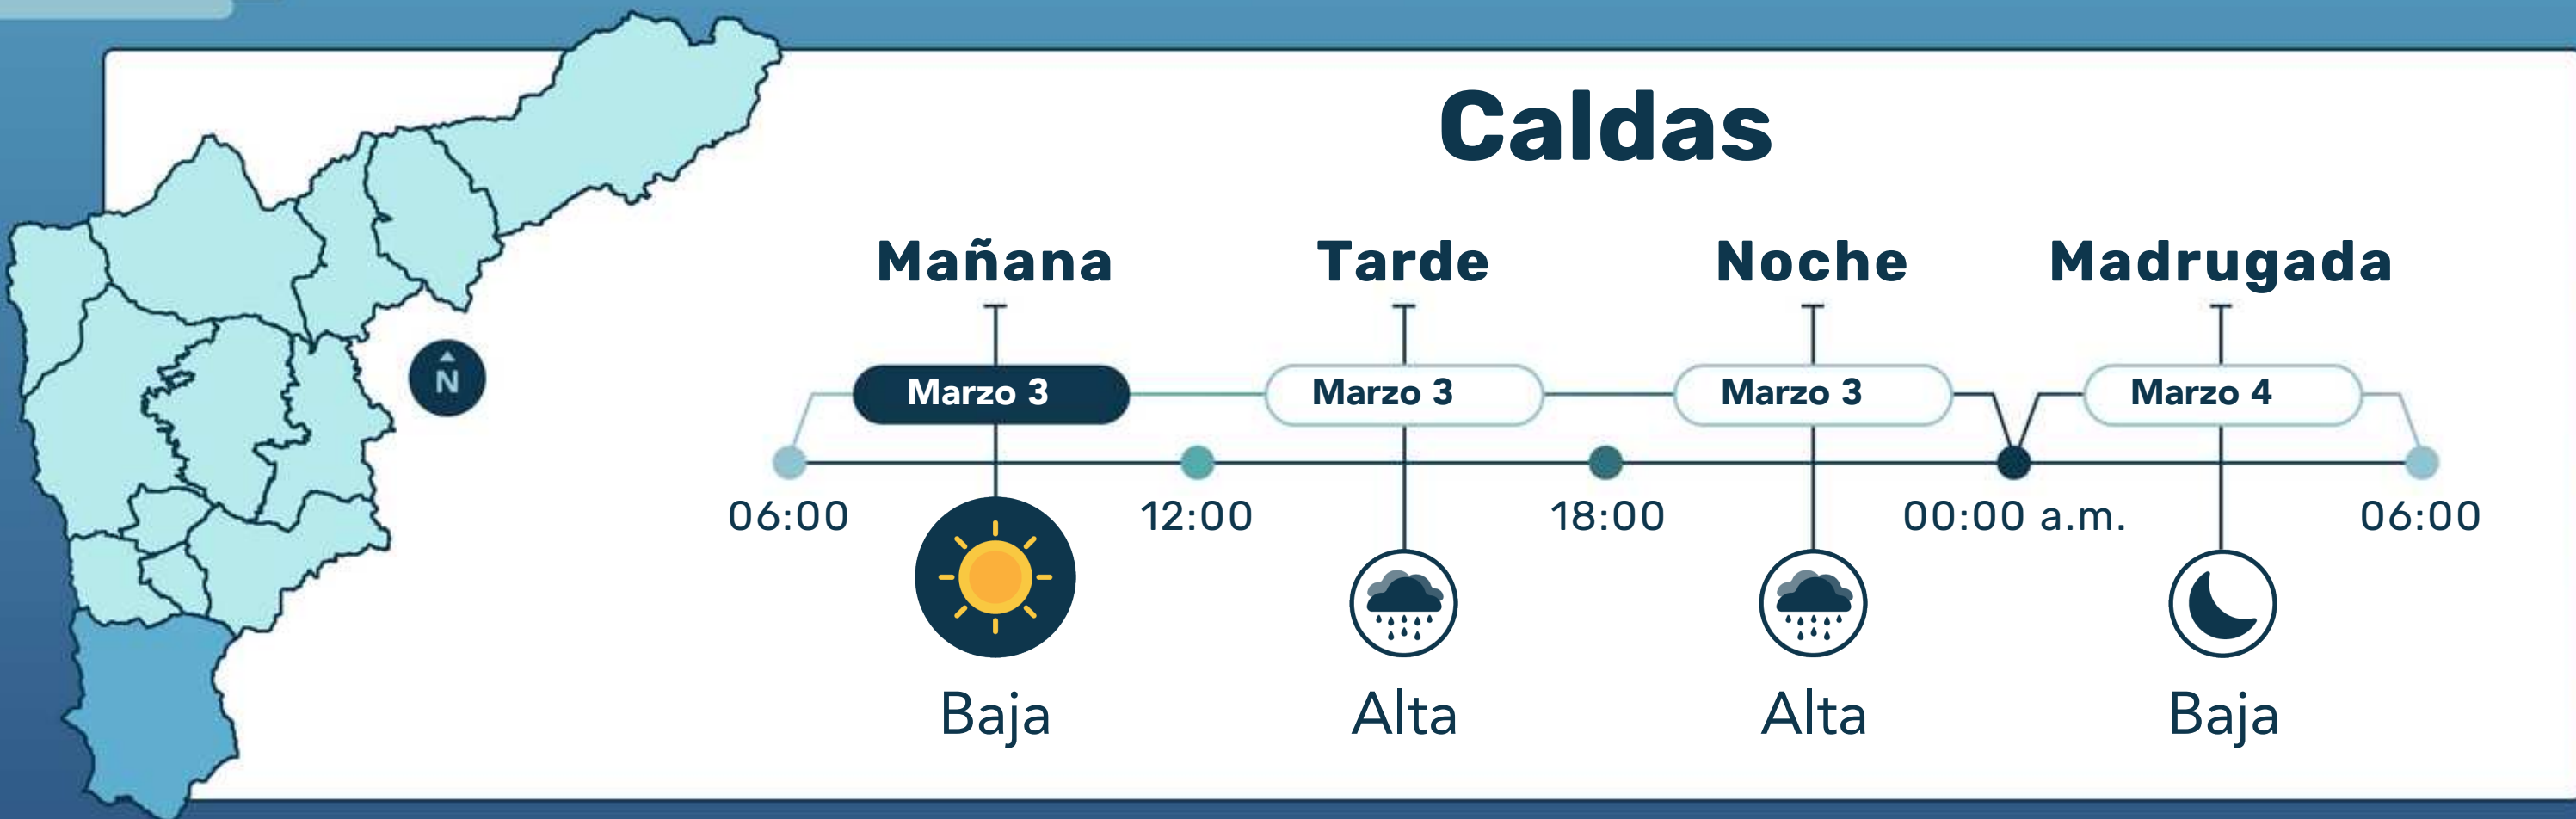 Caldas
Mañana Tarde Noche Madrugada
N
Marzo 3 Marzo 3 Marzo 3 Marzo 4
06:00 12:00 18:00 00:00 a.m. 06:00
Baja Alta Alta Baja